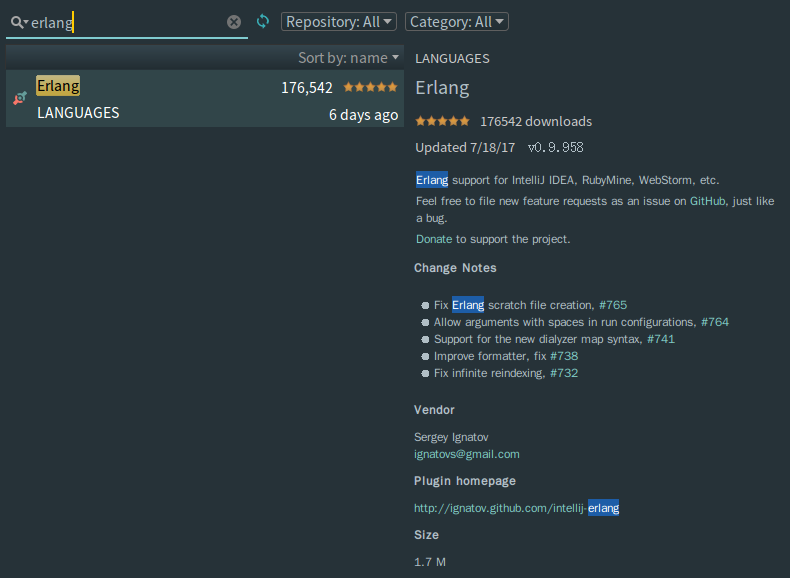 erlang
Repository: All
Category: All
Sort by: name
Erlang
176,542
LANGUAGES
6 days ago
LANGUAGES
Erlang
176542 downloads
Updated 7/18/17 v0.9.958
Erlang support for IntelliJ IDEA, RubyMine, WebStorm, etc.
Feel free to file new feature requests as an issue on GitHub, just like
a bug.
Donate to support the project.
Change Notes
Fix Erlang scratch file creation, #765
Allow arguments with spaces in run configurations, #764
Support for the new dialyzer map syntax, #741
Improve formatter, fix #738
Fix infinite reindexing, #732
Vendor
Sergey Ignatov
ignatovs@gmail.com
Plugin homepage
http://ignatov.github.com/intellij-erlang
Size
1.7 M